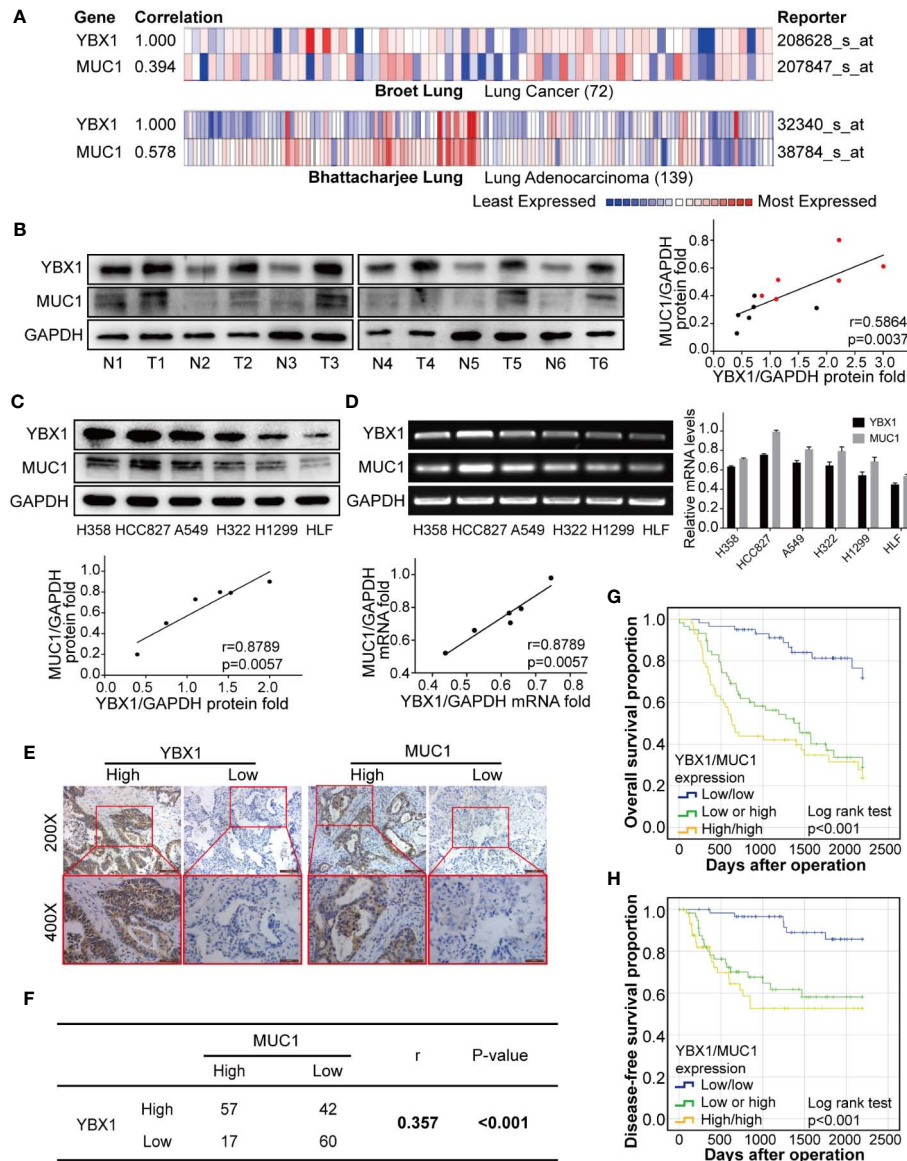 A
Gene Correlation Reporter
YBX1 1.000 208628_s_at
MUC1 0.394 207847_s_at
Broet Lung Lung Cancer (72)
YBX1 1.000 32340_s_at
MUC1 0.578 38784_s_at
Bhattacharjee Lung Lung Adenocarcinoma (139)
Least Expressed Most Expressed
B
YBX1
MUC1
GAPDH
N1 T1 N2 T2 N3 T3 N4 T4 N5 T5 N6 T6
MUC1/GAPDH
protein fold
0.8
0.6
0.4
0.2
0.0
r=0.5864
p=0.0037
0.0 0.5 1.0 1.5 2.0 2.5 3.0
YBX1/GAPDH protein fold
C
YBX1
MUC1
GAPDH
H358 HCC827 A549 H322 H1299 HLF
MUC1/GAPDH
protein fold
1.0
0.8
0.6
0.4
0.2
0.0
r=0.8789
p=0.0057
0.0 0.5 1.0 1.5 2.0
YBX1/GAPDH protein fold
D
YBX1
MUC1
GAPDH
H358 HCC827 A549 H322 H1299 HLF
Relative mRNA levels
1.2
1.0
0.8
0.6
0.4
0.2
0.0
YBX1
MUC1
H358 HCC827 A549 H322 H1299 HLF
MUC1/GAPDH
mRNA fold
1.0
0.8
0.6
0.4
r=0.8789
p=0.0057
0.4 0.5 0.6 0.7 0.8
YBX1/GAPDH mRNA fold
E
YBX1 MUC1
High Low High Low
200X
400X
F
MUC1 r P-value
High Low
YBX1 High 57 42 0.357 <0.001
Low 17 60
G
Overall survival proportion
1.0
0.8
0.6
0.4
0.2
0.0
YBX1/MUC1
expression
Low/low
Low or high
High/high
Log rank test
p<0.001
0 500 1000 1500 2000 2500
Days after operation
H
Disease-free survival proportion
1.0
0.8
0.6
0.4
0.2
0.0
YBX1/MUC1
expression
Low/low
Low or high
High/high
Log rank test
p<0.001
0 500 1000 1500 2000 2500
Days after operation